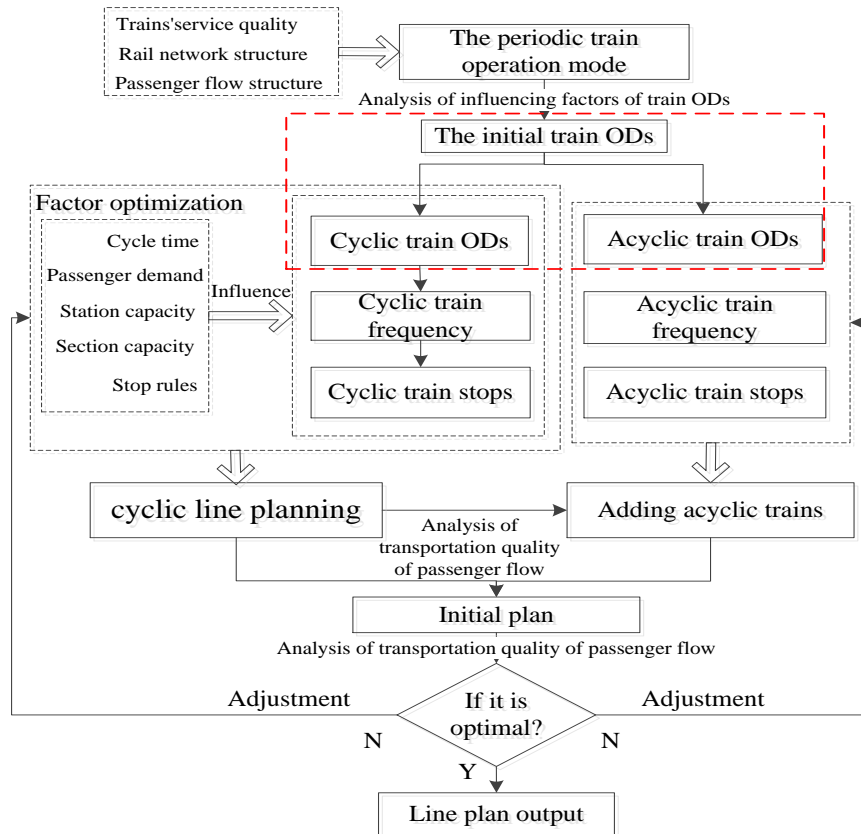 Trains'service quality
Rail network structure
Passenger flow structure
The periodic train
operation mode
Analysis of influencing factors of train ODs
The initial train ODs
Factor optimization
Cycle time
Passenger demand
Station capacity
Section capacity
Stop rules
Influence
Cyclic train ODs
Cyclic train
frequency
Cyclic train stops
Acyclic train ODs
Acyclic train
frequency
Acyclic train stops
cyclic line planning
Analysis of
transportation quality
of passenger flow
Adding acyclic trains
Initial plan
Analysis of transportation quality of passenger flow
Adjustment
If it is
optimal?
Adjustment
N
N
Y
Line plan output